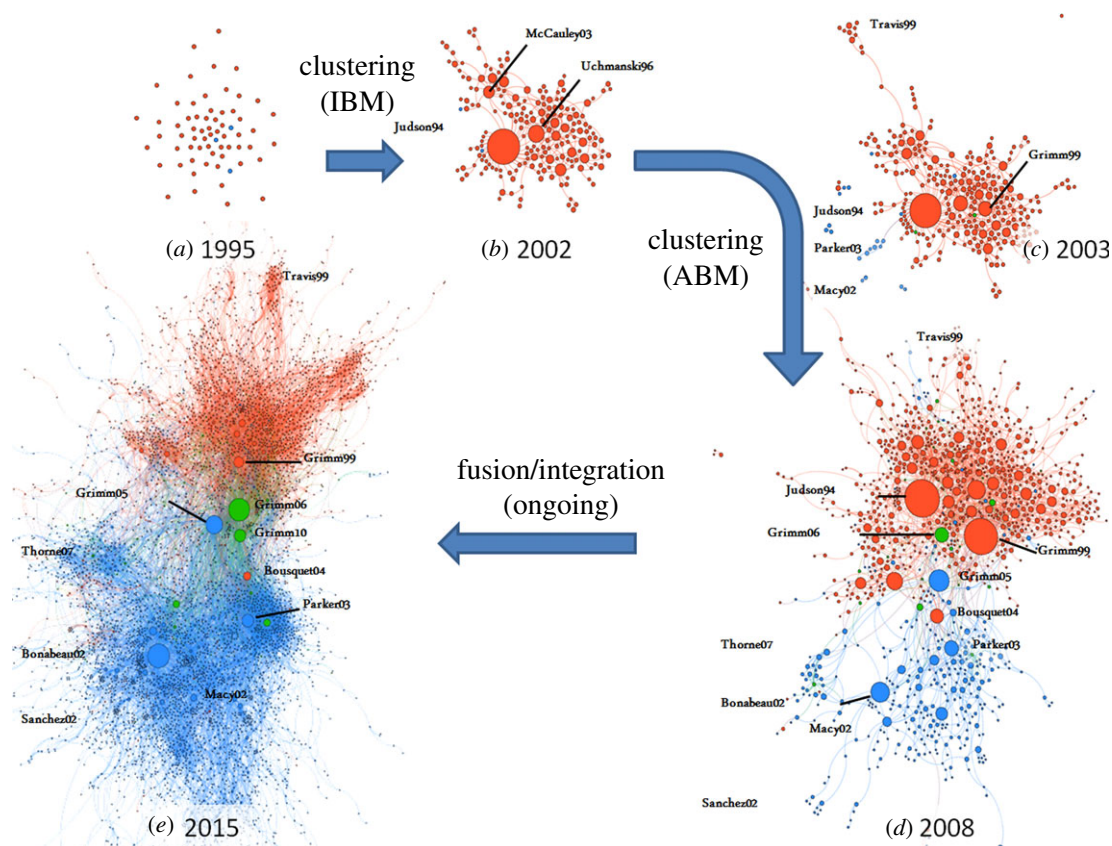 clustering
(IBM)
McCauley03
Uchmanski96
Judson94
(a) 1995
(b) 2002
Travis99
Grimm99
Judson94
Parker03
Macy02
(c) 2003
clustering
(ABM)
Travis99
Judson94
Grimm06
Grimm99
Grimm05
Bousquet04
Parker03
Thorne07
Bonabeau02
Macy02
Sanchez02
(d) 2008
fusion/integration
(ongoing)
Travis99
Grimm99
Grimm05
Grimm06
Grimm10
Thorne07
Bousquet04
Parker03
Bonabeau02
Macy02
Sanchez02
(e) 2015